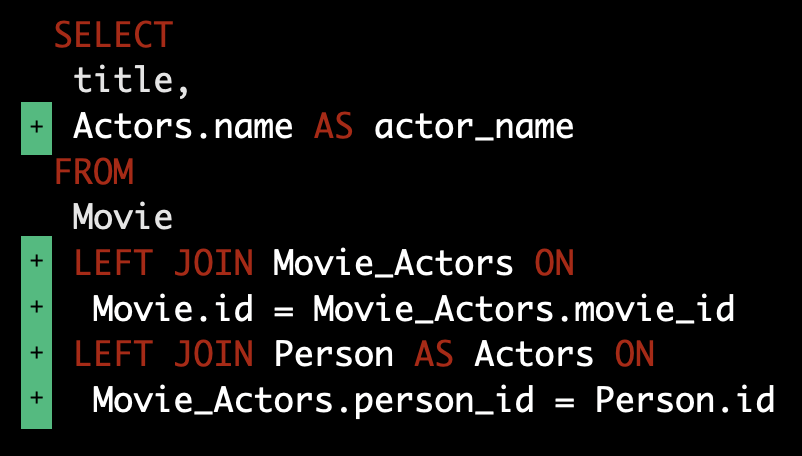 SELECT
title,
+ Actors.name AS actor_name
FROM
Movie
+ LEFT JOIN Movie_Actors ON
+ Movie.id = Movie_Actors.movie_id
+ LEFT JOIN Person AS Actors ON
+ Movie_Actors.person_id = Person.id